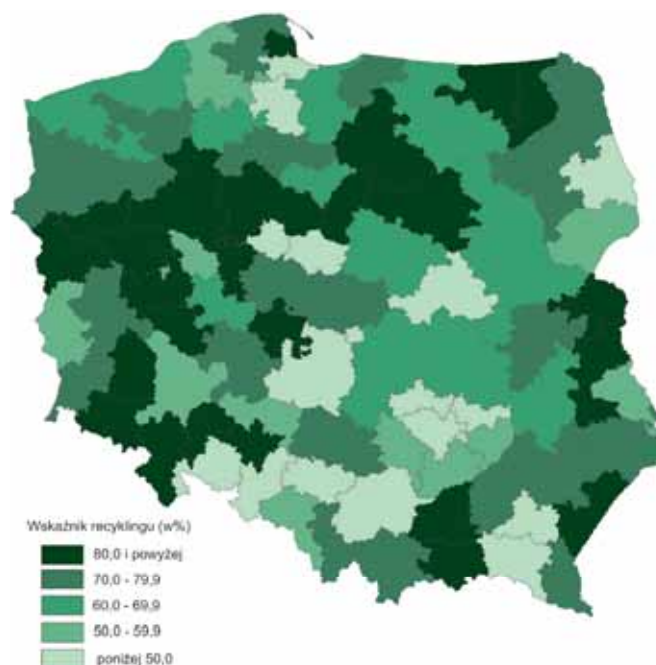 Wskaźnik recyklingu (w%)
80,0 i powyżej
70,0 - 79,9
60.0 - 69,9
50,0 - 59.9
poniżej 50,0